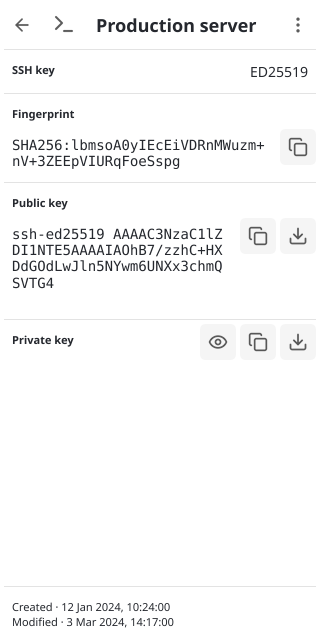 Production server
SSH key
ED25519
Fingerprint
SHA256:lbmsoA0yIEcEiVDRnMWuzm+
nV+3ZEEpVIURqFoeSspg
Public key
ssh-ed25519 AAAAC3NzaC1lZ
DI1NTE5AAAAIAOhB7/zzhC+HX
DdGOdLwJln5NYwm6UNXx3chmQ
SVTG4
Private key
Created · 12 Jan 2024, 10:24:00
Modified · 3 Mar 2024, 14:17:00